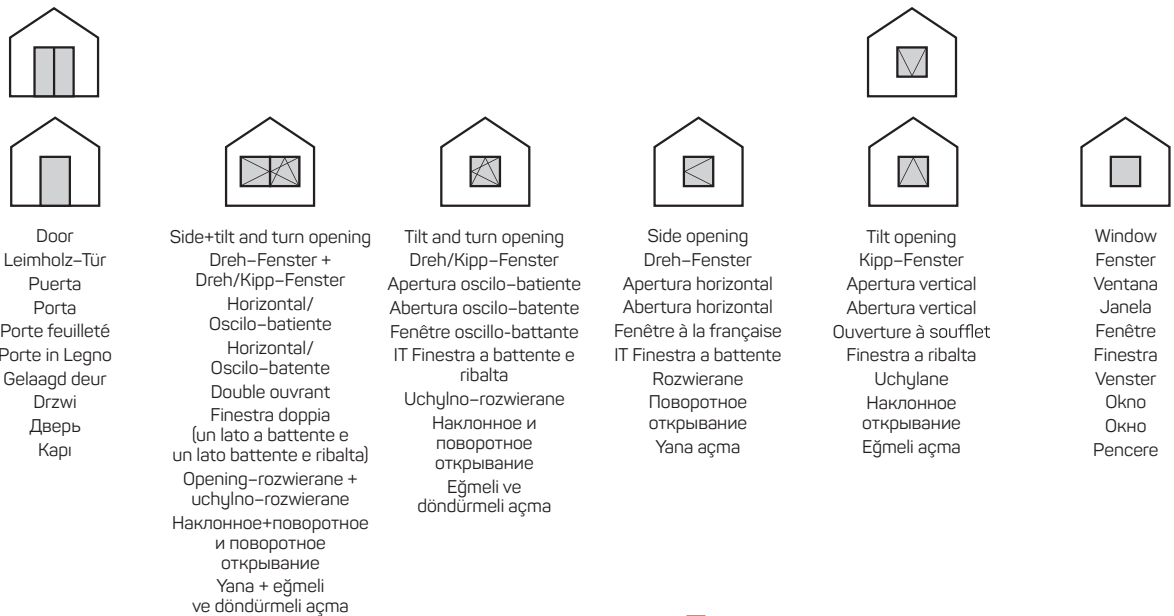 Door
Leimholz–Tür
Puerta
Porta
Porte feuilleté
Porte in Legno
Gelaagd deur
Drzwi
Дверь
Kapı
Side+tilt and turn opening
Dreh–Fenster +
Dreh/Kipp–Fenster
Horizontal/
Oscilo–batiente
Horizontal/
Oscilo–batente
Double ouvrant
Finestra doppia
(un lato a battente e
un lato battente e ribalta)
Opening–rozwierane +
uchylno–rozwierane
Наклонное+поворотное
и поворотное
открывание
Yana + eğmeli
ve döndürmeli açma
Tilt and turn opening
Dreh/Kipp–Fenster
Apertura oscilo–batiente
Abertura oscilo–batente
Fenêtre oscillo-battante
IT Finestra a battente e
ribalta
Uchylno–rozwierane
Наклонное и
поворотное
открывание
Eğmeli ve
döndürmeli açma
Side opening
Dreh–Fenster
Apertura horizontal
Abertura horizontal
Fenêtre à la française
IT Finestra a battente
Rozwierane
Поворотное
открывание
Yana açma
Tilt opening
Kipp–Fenster
Apertura vertical
Abertura vertical
Ouverture à soufflet
Finestra a ribalta
Uchylane
Наклонное
открывание
Eğmeli açma
Window
Fenster
Ventana
Janela
Fenêtre
Finestra
Venster
Okno
Окно
Pencere